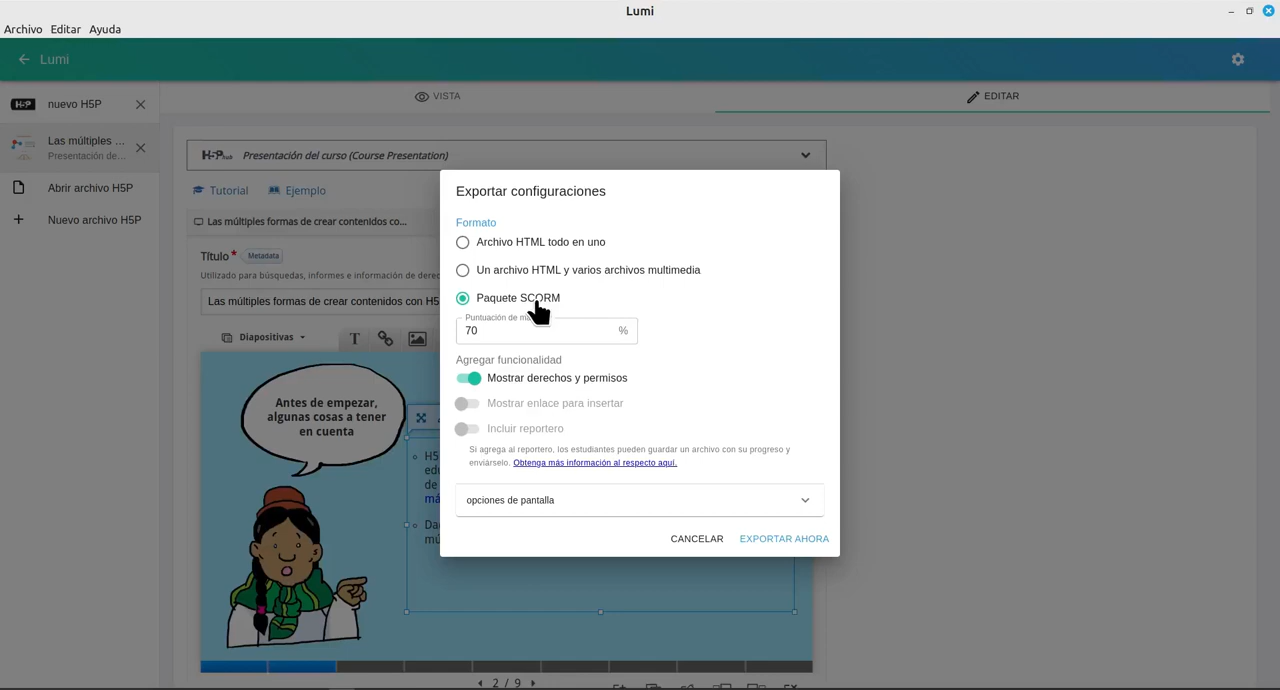 Lumi
Archivo Editar Ayuda
Lumi
nuevo H5P
VISTA
EDITAR
Las múltiples ...
Presentación de...
Abrir archivo H5P
Nuevo archivo H5P
H5P hub Presentación del curso (Course Presentation)
Tutorial Ejemplo
Las múltiples formas de crear contenidos co...
Título* Metadata
Utilizado para búsquedas, informes e información de
Las múltiples formas de crear contenidos con H5
Diapositivas
T
Antes de empezar,
algunas cosas a tener
en cuenta
H5
2 / 9
Exportar configuraciones
Formato
Archivo HTML todo en uno
Un archivo HTML y varios archivos multimedia
Paquete SCORM
Puntuación de
70 %
Agregar funcionalidad
Mostrar derechos y permisos
Mostrar enlace para insertar
Incluir reportero
Si agrega al reportero, los estudiantes pueden guardar un archivo con su progreso y
enviárselo. Obtenga más información al respecto aquí.
opciones de pantalla
CANCELAR EXPORTAR AHORA